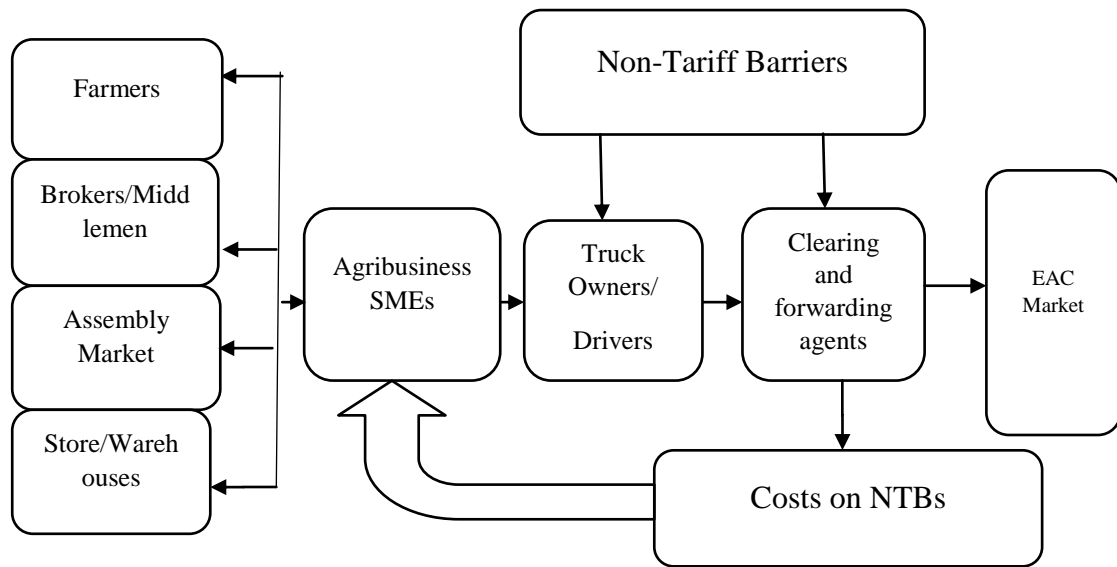 Farmers
Brokers/Midd
lemen
Assembly
Market
Store/Wareh
ouses
Non-Tariff Barriers
Agribusiness
SMEs
Truck
Owners/
Drivers
Clearing
and
forwarding
agents
EAC
Market
Costs on NTBs